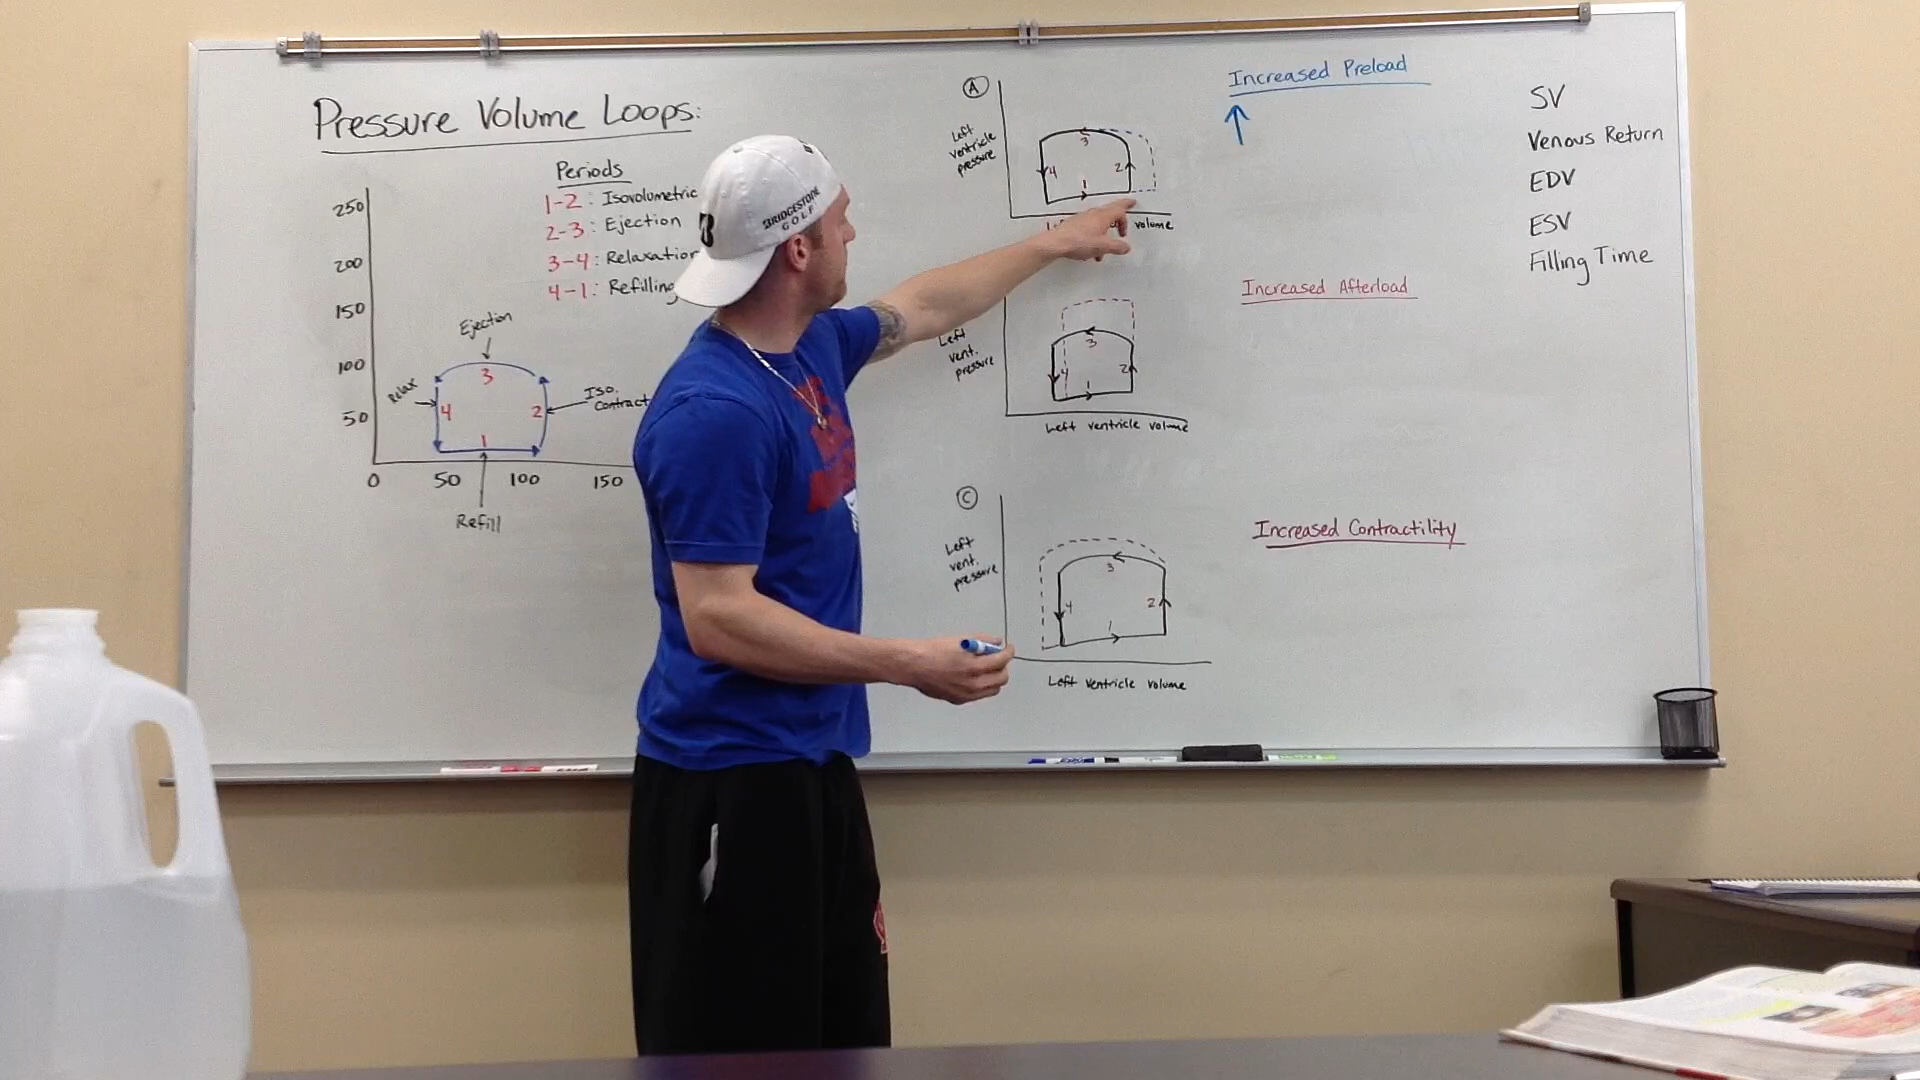 Pressure Volume Loops:
Periods
1-2: Isovolumetric
2-3: Ejection
3-4: Relaxation
4-1: Refilling
250
200
150
100
50
0
50
100
150
Ejection
Relax
Iso.
Contract
3
4
2
1
Refill
BRIDGESTONE
GOLF
B
A
Left
ventricle
pressure
3
4
2
1
volume
Left
vent.
pressure
3
4
2
1
Left ventricle volume
C
Left
vent.
pressure
3
4
2
1
Left ventricle volume
Increased Preload
↑
Increased Afterload
Increased Contractility
SV
Venous Return
EDV
ESV
Filling Time